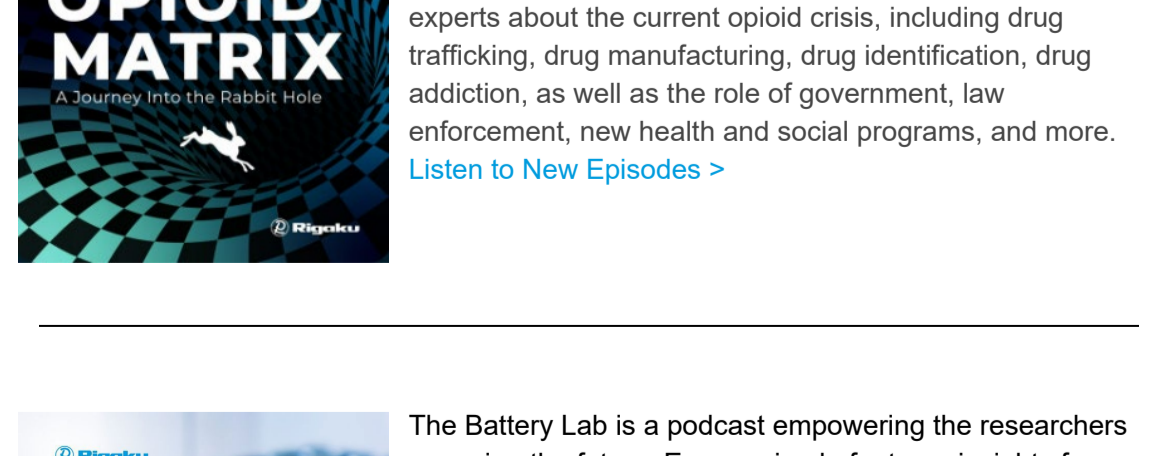 OPIOID
MATRIX
A Journey Into the Rabbit Hole
Rigaku
experts about the current opioid crisis, including drug
trafficking, drug manufacturing, drug identification, drug
addiction, as well as the role of government, law
enforcement, new health and social programs, and more.
Listen to New Episodes >
Rigaku
The Battery Lab is a podcast empowering the researchers